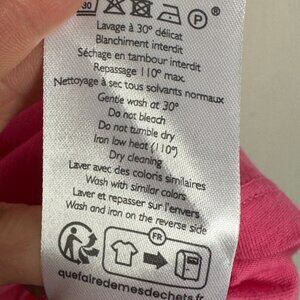 30
P
Lavage à 30° délicat
Blanchiment interdit
Séchage en tambour interdit
Repassage 110° max.
Nettoyage à sec tous solvants normaux
Gentle wash at 30°
Do not bleach
Do not tumble dry
Iron low heat (110°)
Dry cleaning
Laver avec des coloris similaires
Wash with similar colors
Laver et repasser sur l'envers
Wash and iron on the reverse side
FR
quefairedemesdechets.fr